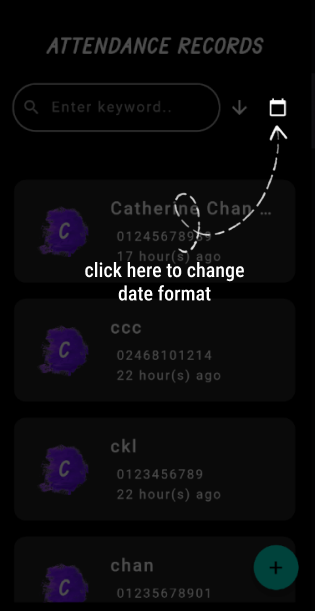 ATTENDANCE RECORDS
Enter keyword..
Catherine Chan ...
17 hour(s) ago
click here to change
date format
C
ccc
02468101214
22 hour(s) ago
C
ckl
0123456789
22 hour(s) ago
C
chan
01235678901
C
+